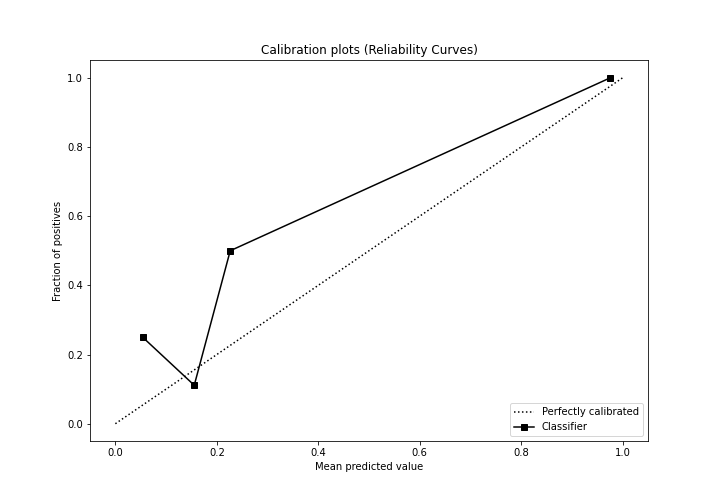 Calibration plots (Reliability Curves)
1.0
0.8
0.6
0.4
0.2
0.0
Fraction of positives
0.0 0.2 0.4 0.6 0.8 1.0
Mean predicted value
Perfectly calibrated
Classifier